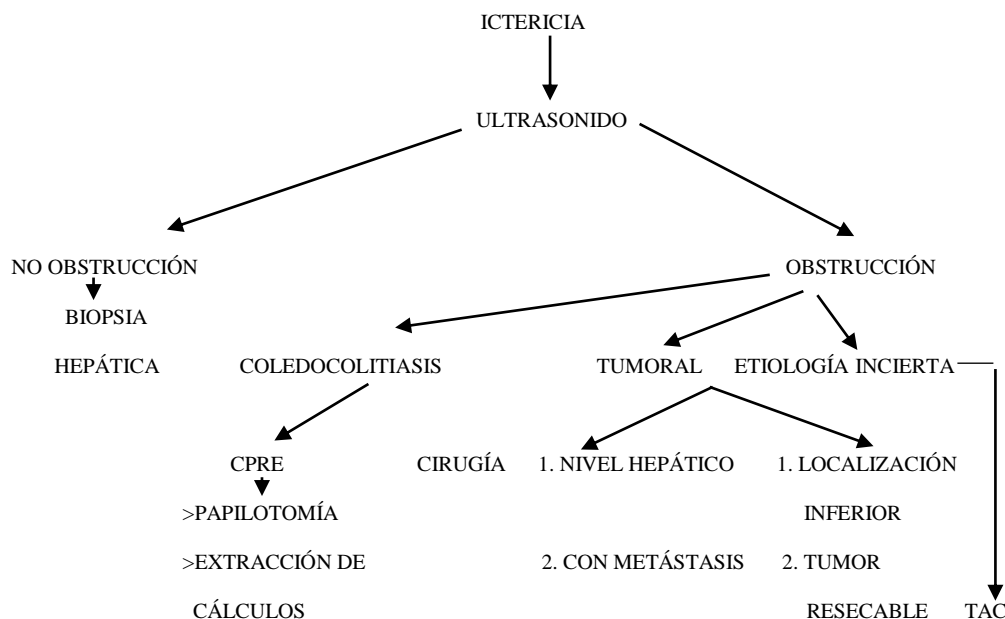 ICTERICIA
ULTRASONIDO
NO OBSTRUCCIÓN OBSTRUCCIÓN
BIOPSIA
HEPÁTICA COLEDOCOLITIASIS TUMORAL ETIOLOGÍA INCIERTA
CPRE CIRUGÍA 1. NIVEL HEPÁTICO 1. LOCALIZACIÓN
>PAPILOTOMÍA INFERIOR
>EXTRACCIÓN DE 2. CON METÁSTASIS 2. TUMOR
CÁLCULOS RESECABLE TAC